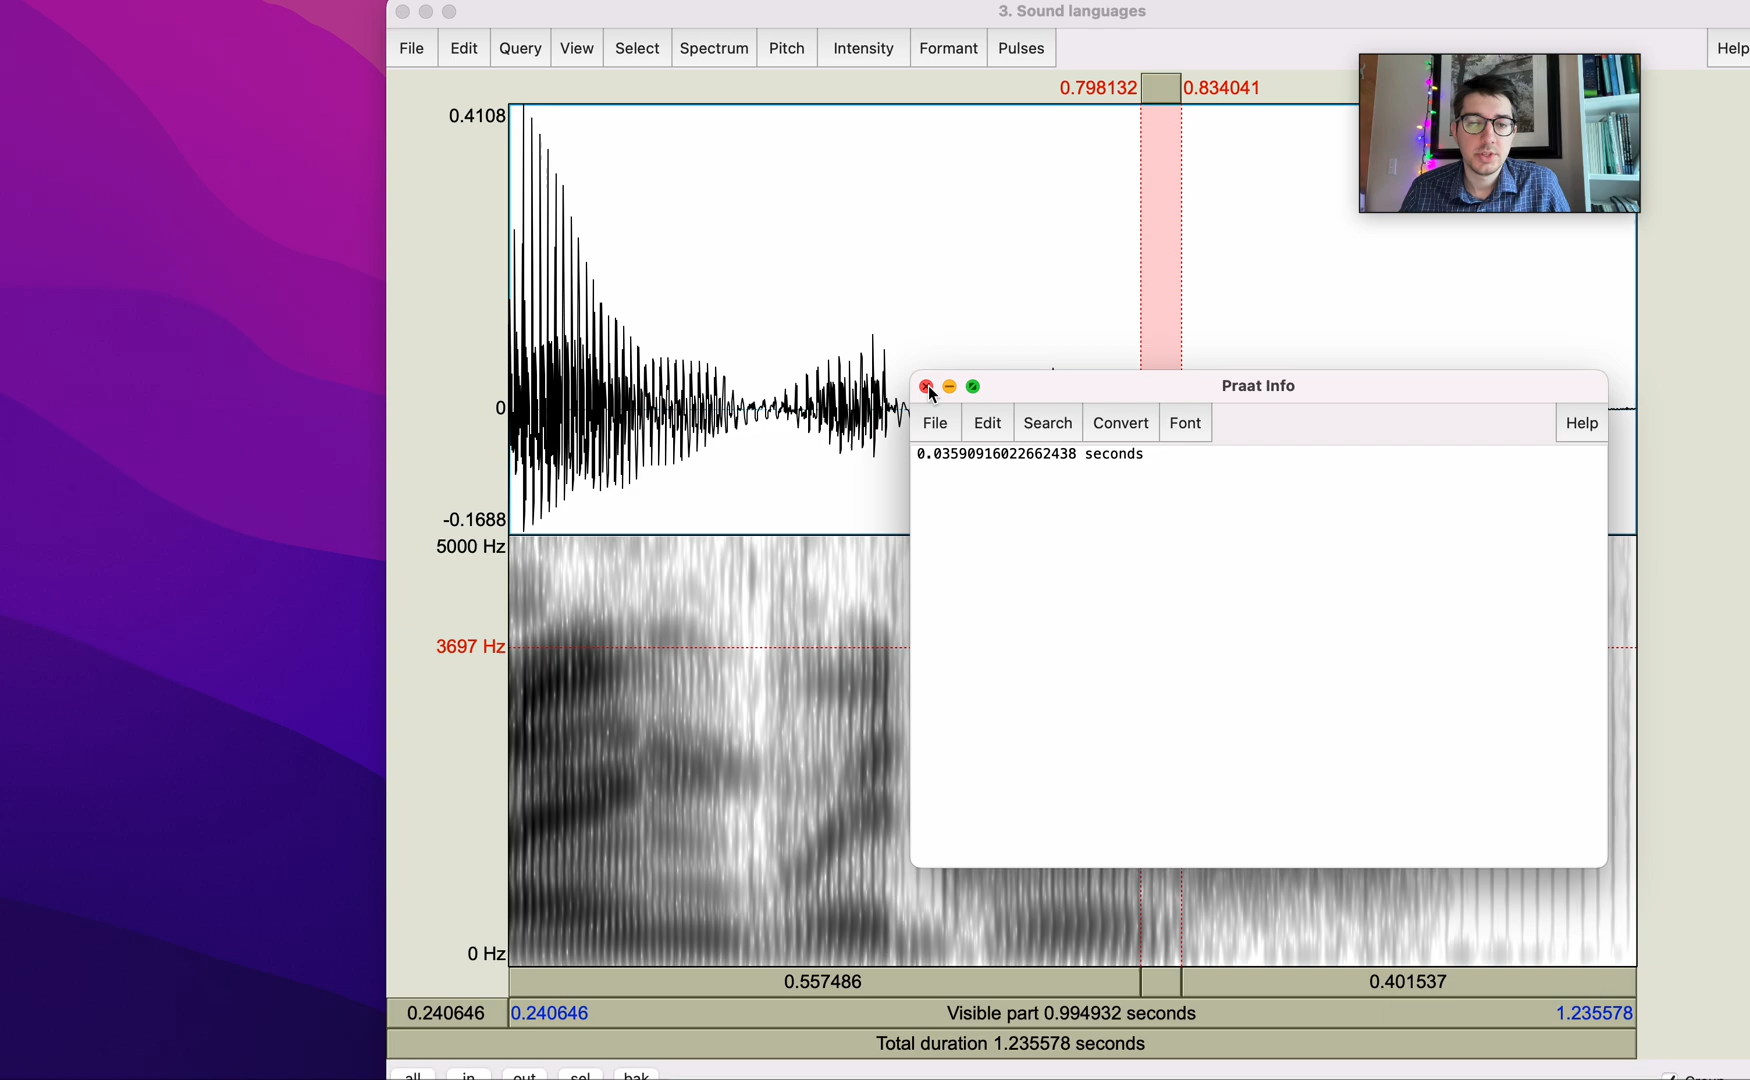 3. Sound languages
File Edit Query View Select Spectrum Pitch Intensity Formant Pulses Help
0.798132 0.834041
0.4108
0
-0.1688
5000 Hz
3697 Hz
0 Hz
Praat Info
File Edit Search Convert Font Help
0.03590916022662438 seconds
0.557486 0.401537
0.240646 0.240646 Visible part 0.994932 seconds 1.235578
Total duration 1.235578 seconds
all in out sel bak